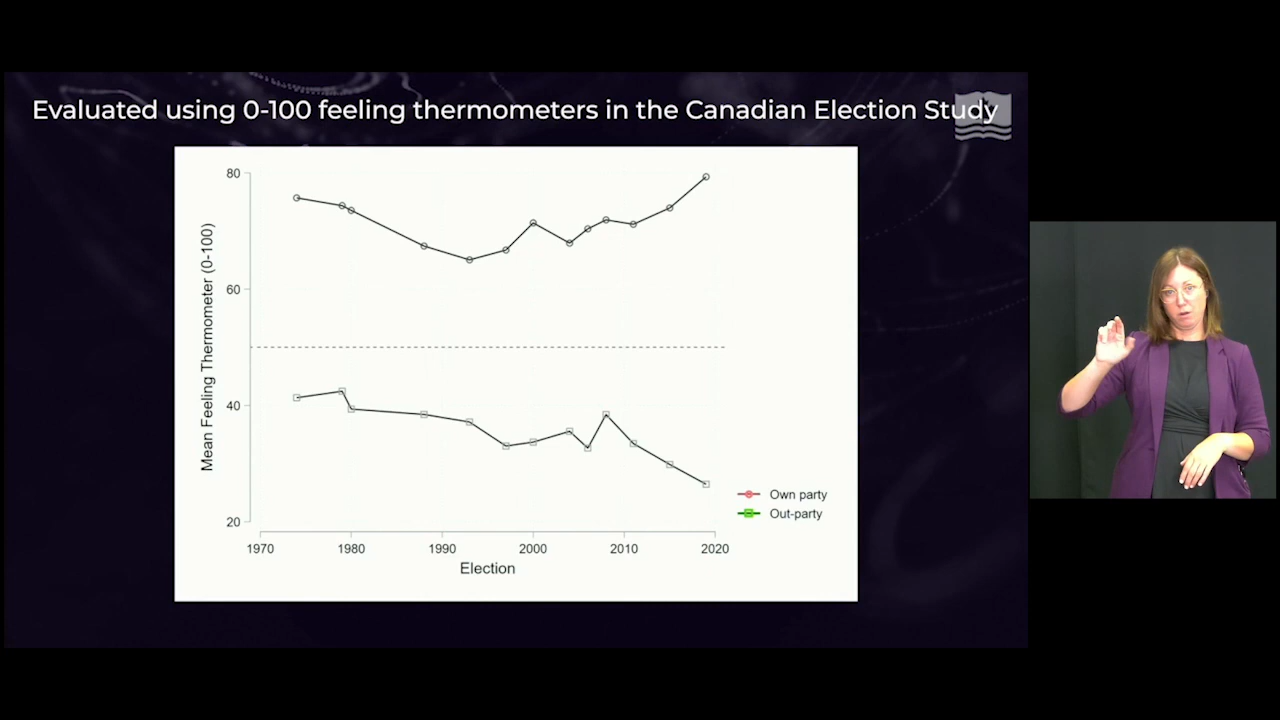 Evaluated using 0-100 feeling thermometers in the Canadian Election Study
80
60
40
20
Mean Feeling Thermometer (0-100)
1970 1980 1990 2000 2010 2020
Election
Own party
Out-party